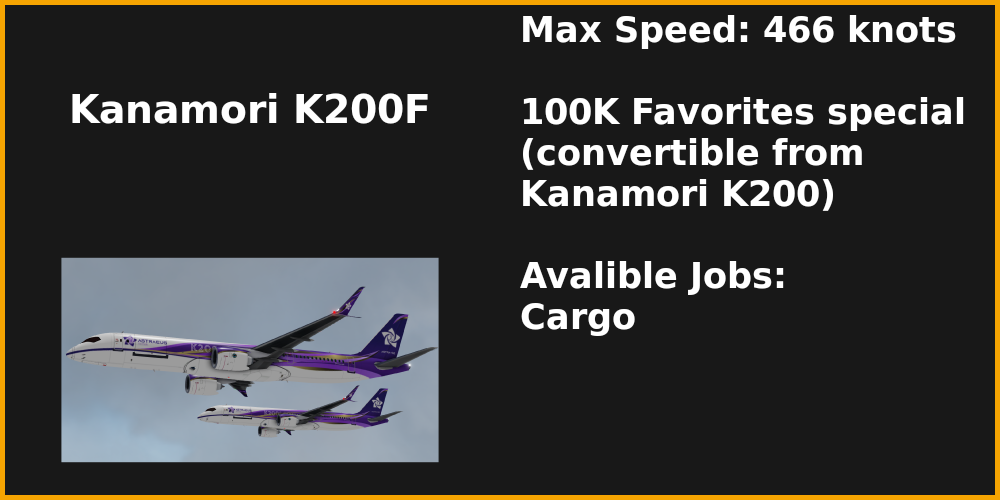 Kanamori K200F
Max Speed: 466 knots
100K Favorites special
(convertible from
Kanamori K200)
Avalible Jobs:
Cargo